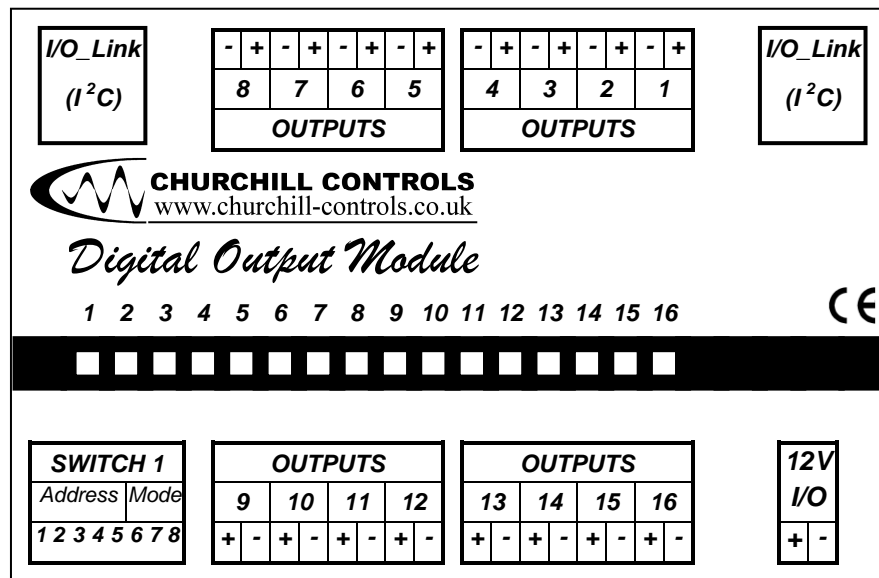 I/O_Link
(I²C)
- + - + - + - +
8 7 6 5
OUTPUTS
- + - + - + - +
4 3 2 1
OUTPUTS
I/O_Link
(I²C)
CHURCHILL CONTROLS
www.churchill-controls.co.uk
Digital Output Module
1 2 3 4 5 6 7 8 9 10 11 12 13 14 15 16
CE
SWITCH 1
Address Mode
1 2 3 4 5 6 7 8
OUTPUTS
9 10 11 12
+ - + - + - + -
OUTPUTS
13 14 15 16
+ - + - + - + -
12V
I/O
+ -